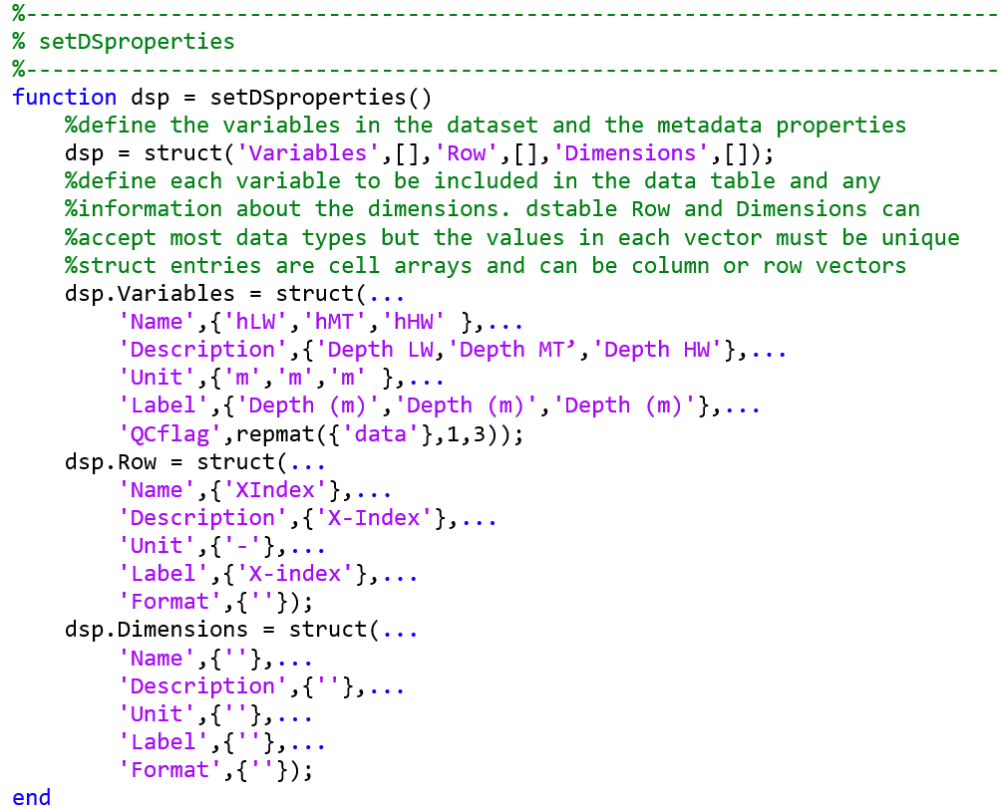 %--------------------------------------------------------------------------
% setDSproperties
%--------------------------------------------------------------------------
function dsp = setDSproperties()
    %define the variables in the dataset and the metadata properties
    dsp = struct('Variables',[],'Row',[],'Dimensions',[]);
    %define each variable to be included in the data table and any
    %information about the dimensions. dstable Row and Dimensions can
    %accept most data types but the values in each vector must be unique
    %struct entries are cell arrays and can be column or row vectors
    dsp.Variables = struct(...
        'Name',{'hLW','hMT','hHW' },...
        'Description',{'Depth LW,'Depth MT’,'Depth HW'},...
        'Unit',{'m','m','m' },...
        'Label',{'Depth (m)','Depth (m)','Depth (m)'},...
        'QCflag',repmat({'data'},1,3));
    dsp.Row = struct(...
        'Name',{'XIndex'},...
        'Description',{'X-Index'},...
        'Unit',{'-'},...
        'Label',{'X-index'},...
        'Format',{''});
    dsp.Dimensions = struct(...
        'Name',{''},...
        'Description',{''},...
        'Unit',{''},...
        'Label',{''},...
        'Format',{''});
end